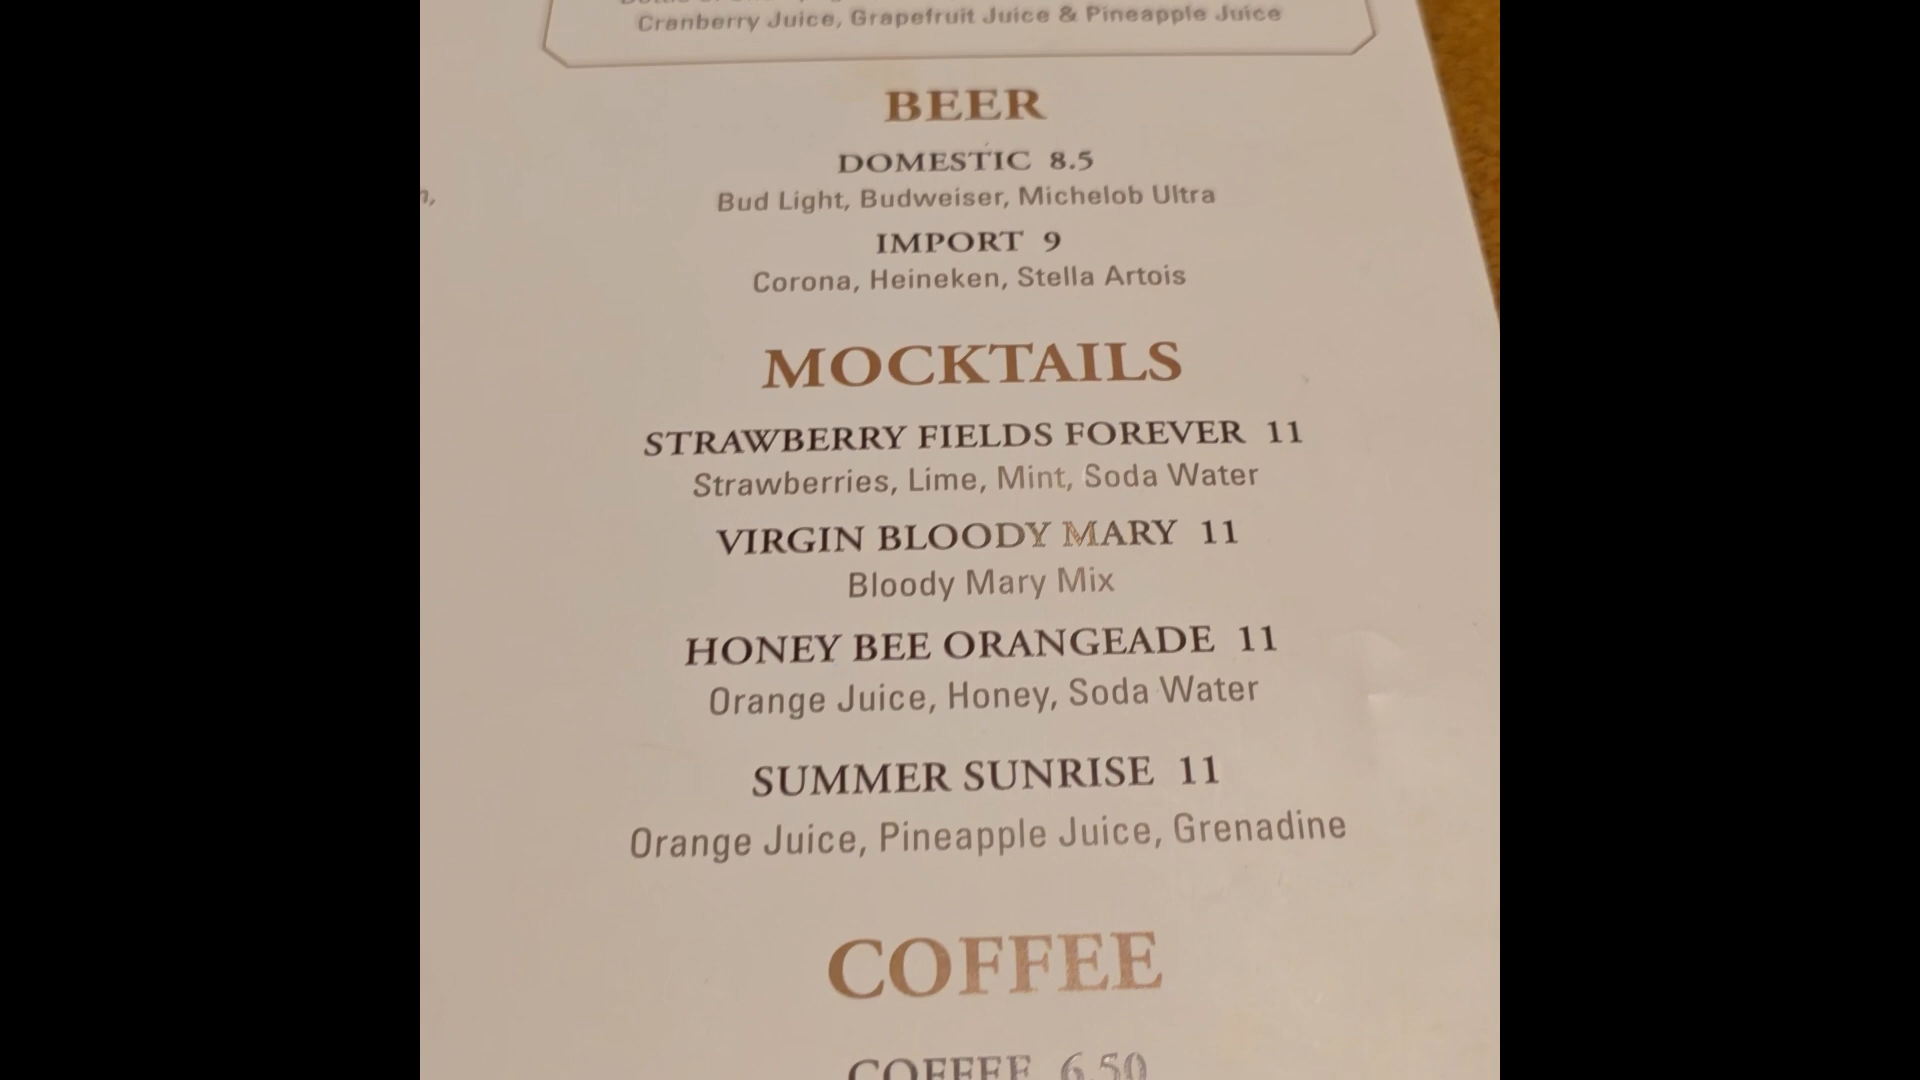 Cranberry Juice, Grapefruit Juice & Pineapple Juice
BEER
DOMESTIC 8.5
Bud Light, Budweiser, Michelob Ultra
IMPORT 9
Corona, Heineken, Stella Artois
MOCKTAILS
STRAWBERRY FIELDS FOREVER 11
Strawberries, Lime, Mint, Soda Water
VIRGIN BLOODY MARY 11
Bloody Mary Mix
HONEY BEE ORANGEADE 11
Orange Juice, Honey, Soda Water
SUMMER SUNRISE 11
Orange Juice, Pineapple Juice, Grenadine
COFFEE
COFFEE 6.50